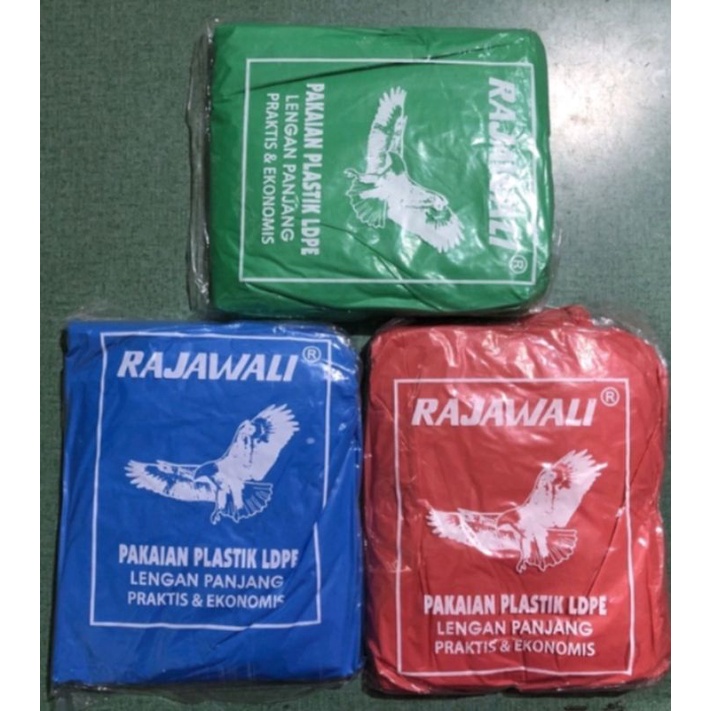 RAJAWALI ®
PAKAIAN PLASTIK LDPE
LENGAN PANJANG
PRAKTIS & EKONOMIS
RAJAWALI ®
PAKAIAN PLASTIK LDPE
LENGAN PANJANG
PRAKTIS & EKONOMIS
RAJAWALI ®
PAKAIAN PLASTIK LDPE
LENGAN PANJANG
PRAKTIS & EKONOMIS